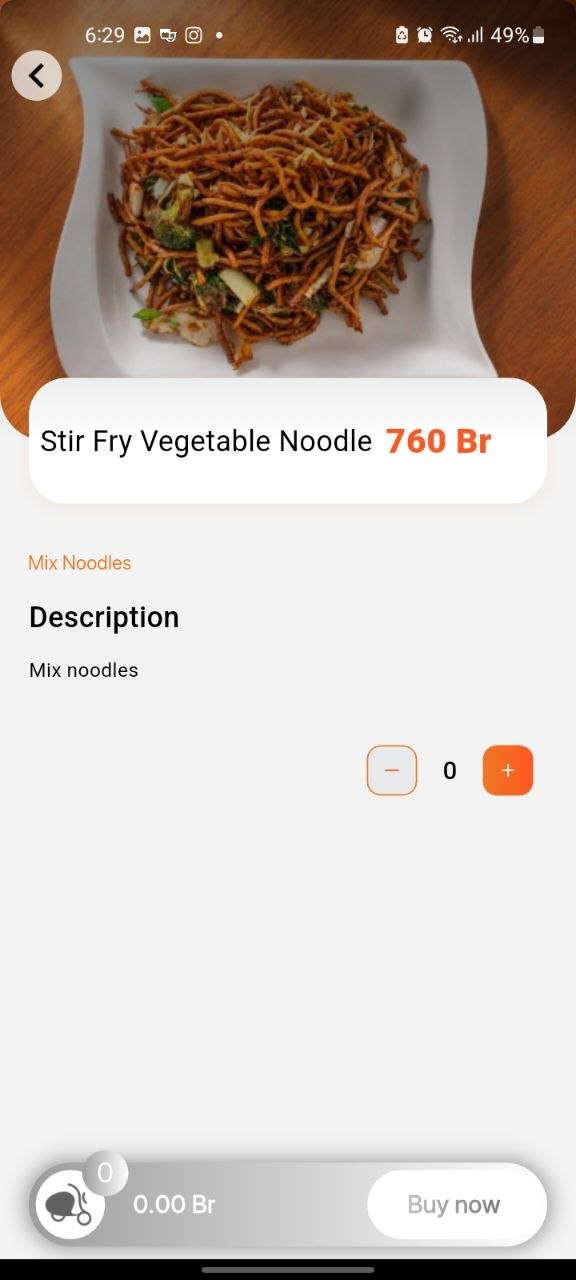 6:29 49%
Stir Fry Vegetable Noodle 760 Br
Mix Noodles
Description
Mix noodles
− 0 +
0
0.00 Br Buy now